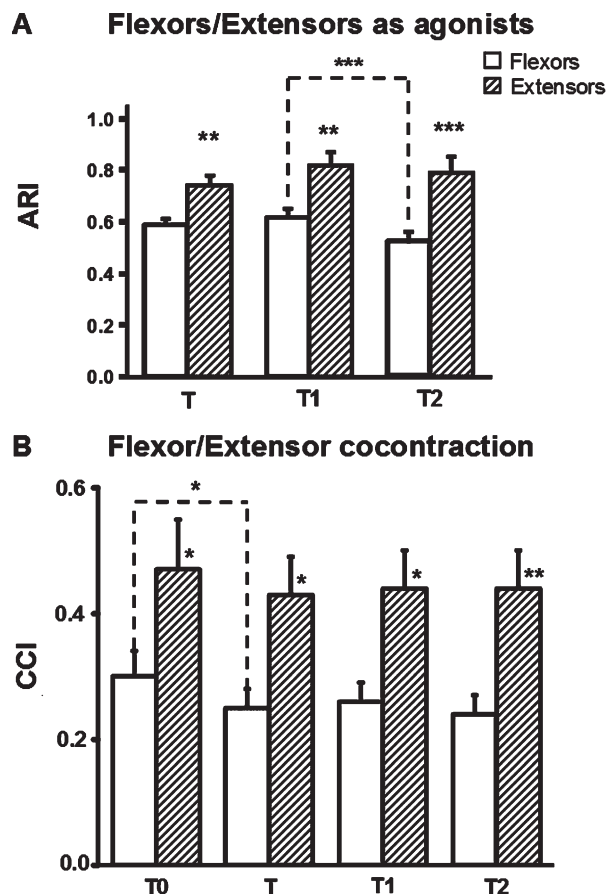 A Flexors/Extensors as agonists
Flexors
Extensors
***
** ** ***
1.0
0.8
0.6
0.4
0.2
0.0
ARI
T T1 T2
B Flexor/Extensor cocontraction
0.6
0.4
0.2
0.0
CCI
*
* * * **
T0 T T1 T2